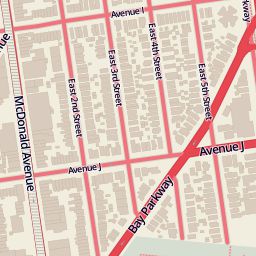 Avenue I
kway
East 4th Street
East 3rd Street
East 5th Street
East 2nd Street
McDonald Avenue
Avenue J
Avenue J
Bay Parkway